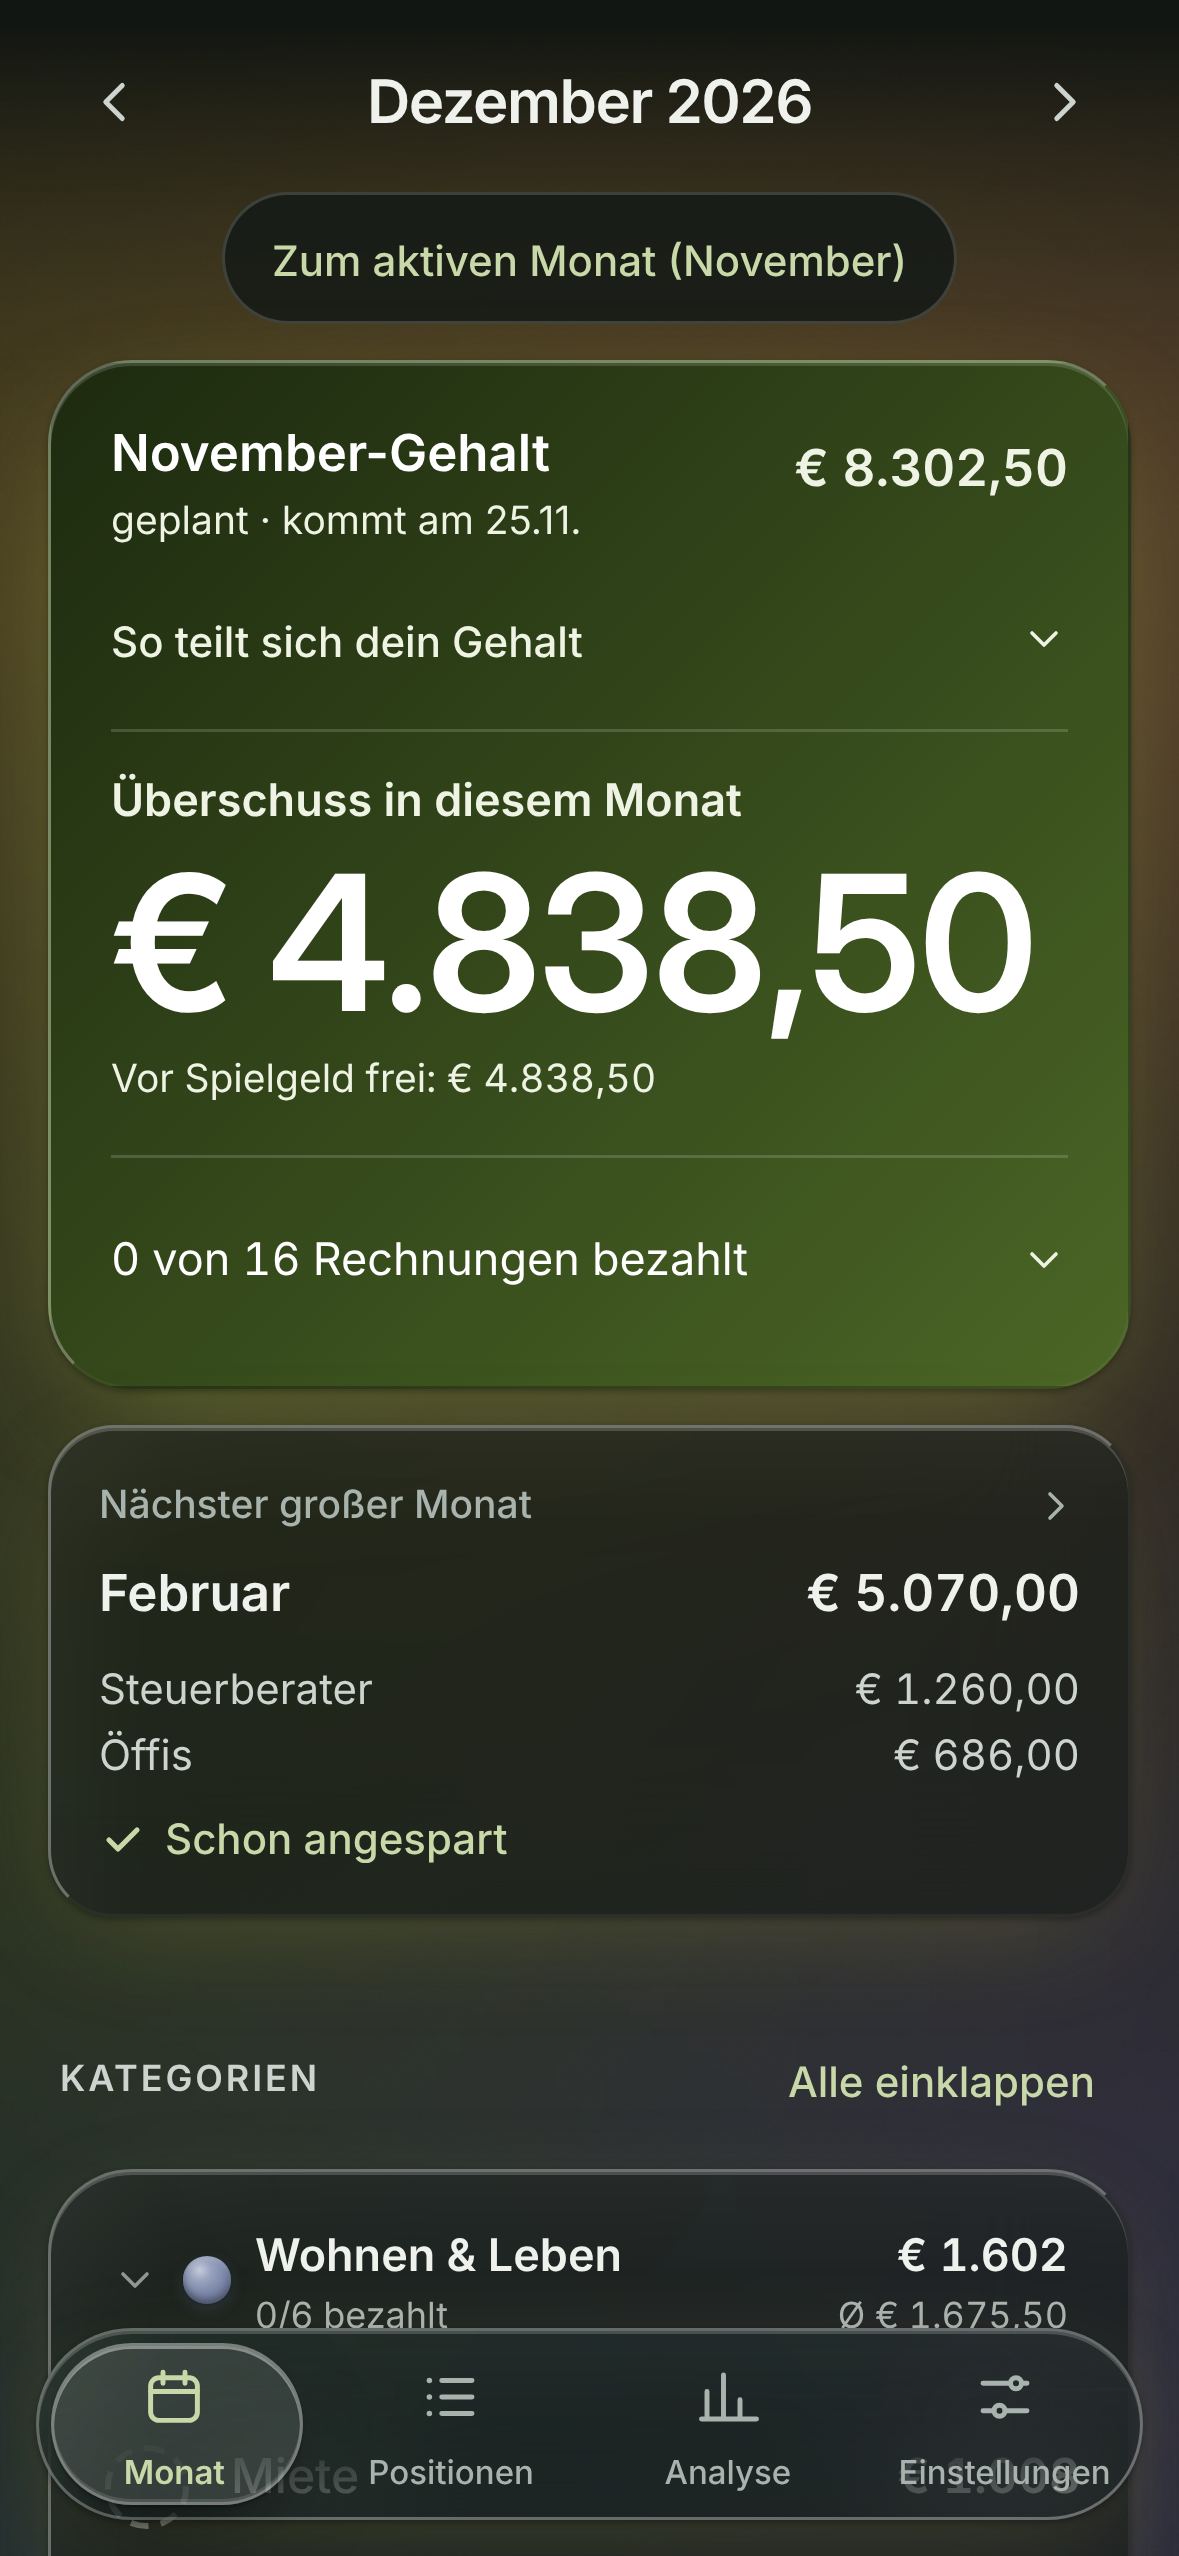 Dezember 2026
Zum aktiven Monat (November)
November-Gehalt
€ 8.302,50
geplant · kommt am 25.11.
So teilt sich dein Gehalt
Überschuss in diesem Monat
€ 4.838,50
Vor Spielgeld frei: € 4.838,50
0 von 16 Rechnungen bezahlt
Nächster großer Monat
Februar € 5.070,00
Steuerberater € 1.260,00
Öffis € 686,00
Schon angespart
KATEGORIEN Alle einklappen
Wohnen & Leben € 1.602
0/6 bezahlt Ø € 1.675,50
Miete € 1.008
Monat Positionen Analyse Einstellungen